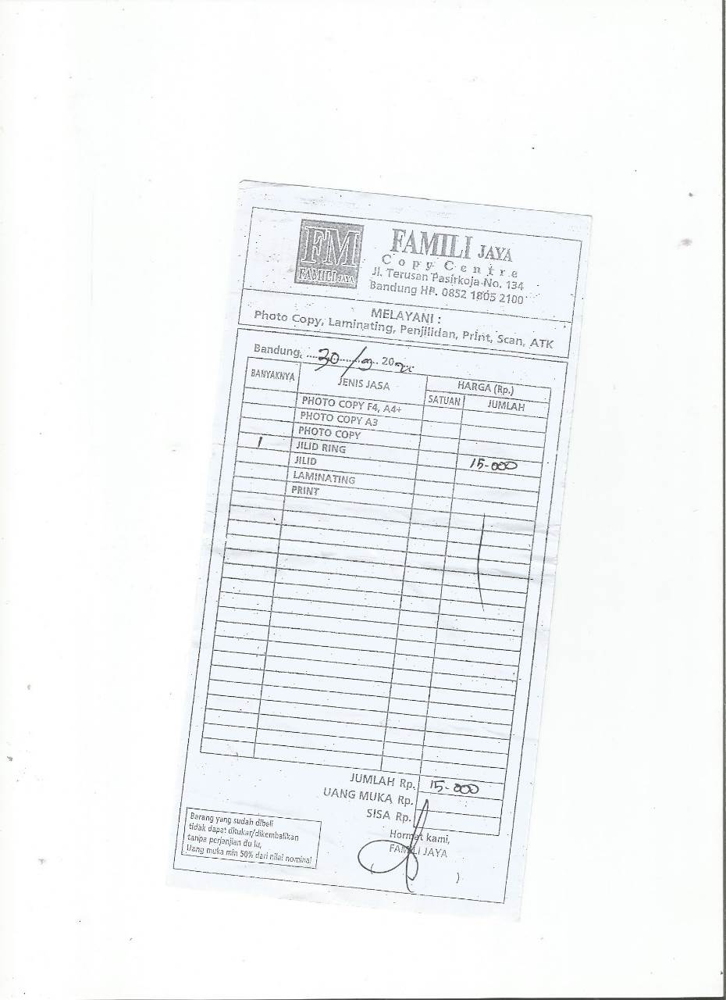 FM
FAMILI JAYA
FAMILI JAYA
Copy Centre
Jl. Terusan Pasirkoja No. 134
Bandung HP. 0852 1805 2100
MELAYANI :
Photo Copy, Laminating, Penjilidan, Print, Scan, ATK
Bandung, 30/ 20
BANYAKNYA JENIS JASA HARGA (Rp.)
SATUAN JUMLAH
PHOTO COPY F4, A4+
PHOTO COPY A3
PHOTO COPY
1 JILID RING 15-000
JILID
LAMINATING
PRINT
JUMLAH Rp. 15-000
UANG MUKA Rp.
SISA Rp.
Hormat kami,
FAMILI JAYA
( )
Barang yang sudah dibeli
tidak dapat ditukar/dikembalikan
tanpa perjanjian du lu,
Uang muka min 50% dari nilai nominal